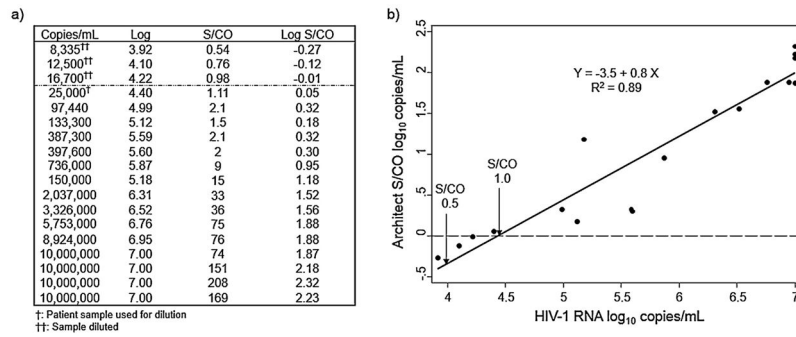 a)
Copies/mL Log S/CO Log S/CO
8,335†† 3.92 0.54 -0.27
12,500†† 4.10 0.76 -0.12
16,700†† 4.22 0.98 -0.01
25,000† 4.40 1.11 0.05
97,440 4.99 2.1 0.32
133,300 5.12 1.5 0.18
387,300 5.59 2.1 0.32
397,600 5.60 2 0.30
736,000 5.87 9 0.95
150,000 5.18 15 1.18
2,037,000 6.31 33 1.52
3,326,000 6.52 36 1.56
5,753,000 6.76 75 1.88
8,924,000 6.95 76 1.88
10,000,000 7.00 74 1.87
10,000,000 7.00 151 2.18
10,000,000 7.00 208 2.32
10,000,000 7.00 169 2.23
†: Patient sample used for dilution
††: Sample diluted
b)
Architect S/CO log10 copies/mL
2.5
2
1.5
1
.5
0
-.5
Y = -3.5 + 0.8 X
R² = 0.89
S/CO
0.5
S/CO
1.0
4 4.5 5 5.5 6 6.5 7
HIV-1 RNA log10 copies/mL